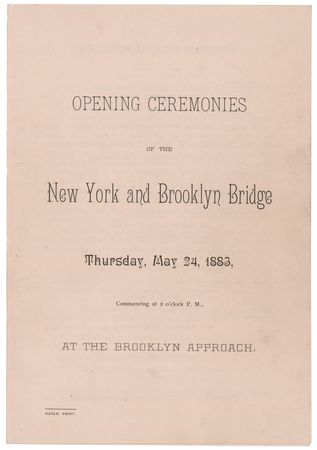 OPENING CEREMONIES
OF THE
New York and Brooklyn Bridge
Thursday, May 24, 1883,
Commencing at 2 o'clock P. M.,
AT THE BROOKLYN APPROACH.
EAGLE PRINT.